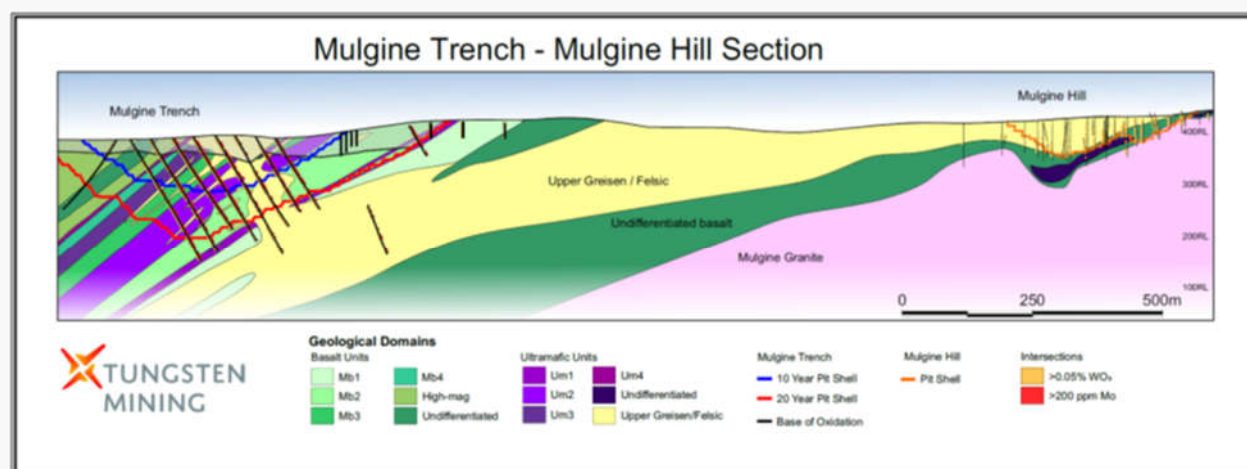 Mulgine Trench - Mulgine Hill Section
Mulgine Trench
Mulgine Hill
400RL
Upper Greisen / Felsic
300RL
Undifferentiated basalt
200RL
Mulgine Granite
100RL
0 250 500m
TUNGSTEN
MINING
Geological Domains
Basalt Units
Mb1
Mb2
Mb3
Mb4
High-mag
Undifferentiated
Ultramafic Units
Um1
Um2
Um3
Um4
Undifferentiated
Upper Greisen/Felsic
Mulgine Trench
10 Year Pit Shell
20 Year Pit Shell
Base of Oxidation
Mulgine Hill
Pit Shell
Intersections
>0.05% WO₃
>200 ppm Mo